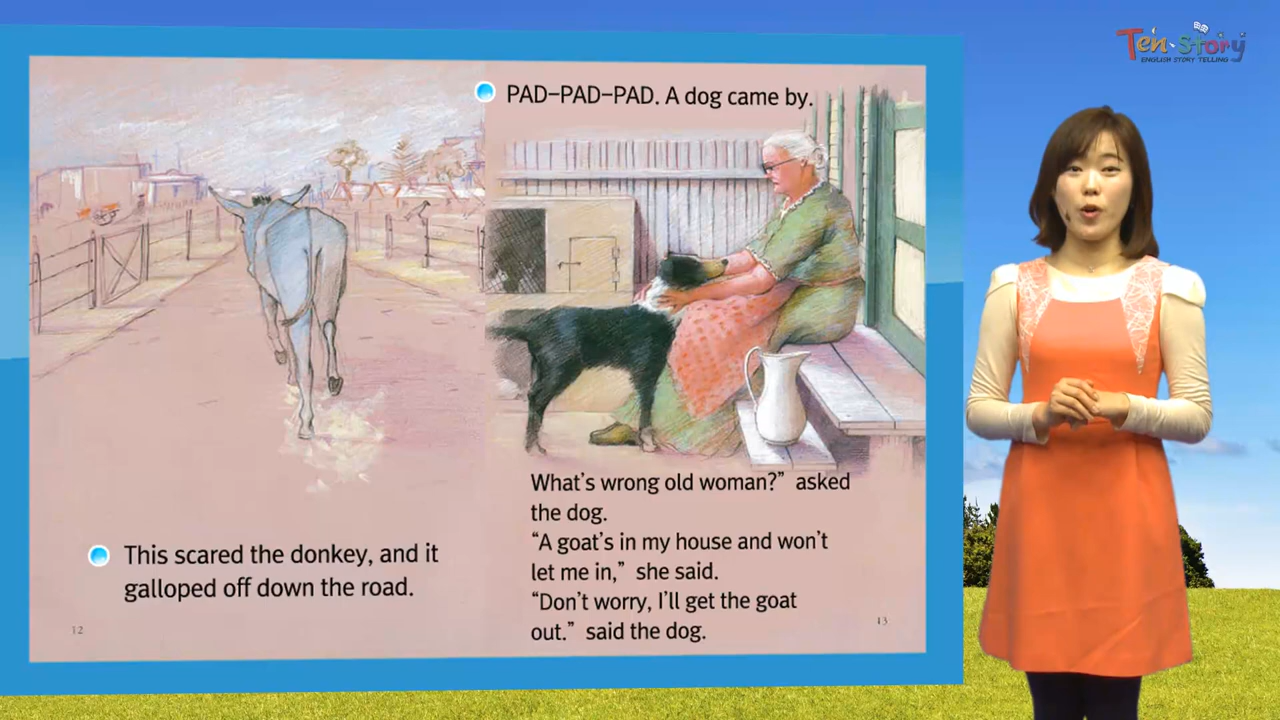 Ten Story
ENGLISH STORY TELLING
This scared the donkey, and it
galloped off down the road.
12
PAD-PAD-PAD. A dog came by.
What's wrong old woman?" asked
the dog.
"A goat's in my house and won't
let me in," she said.
"Don't worry, I'll get the goat
out." said the dog.
13